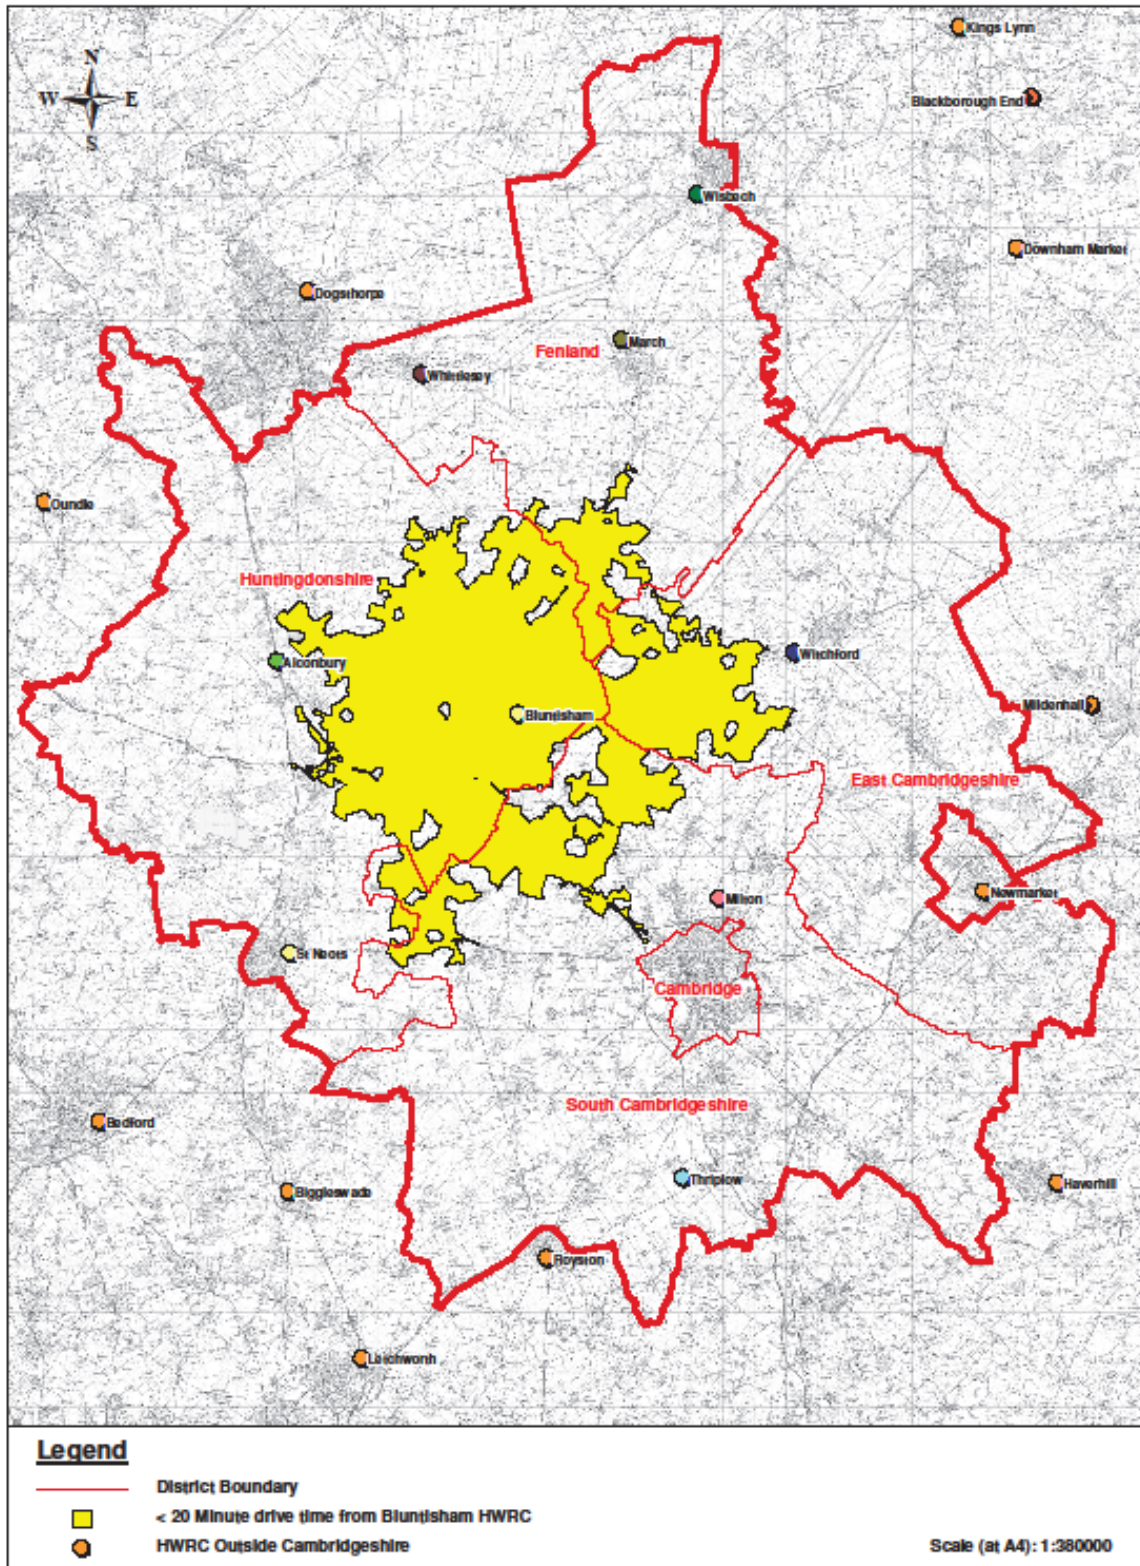 Kings Lynn
N
W E
S
Blackborough End
Wisbech
Downham Market
Dogsthorpe
March
Fenland
Whittlesey
Oundle
Huntingdonshire
Alconbury
Witchford
Mildenhall
Bluntisham
East Cambridgeshire
Newmarket
Milton
St Neots
Cambridge
South Cambridgeshire
Bedford
Thriplow
Haverhill
Biggleswade
Royston
Letchworth
Legend
District Boundary
< 20 Minute drive time from Bluntisham HWRC
HWRC Outside Cambridgeshire
Scale (at A4): 1:380000